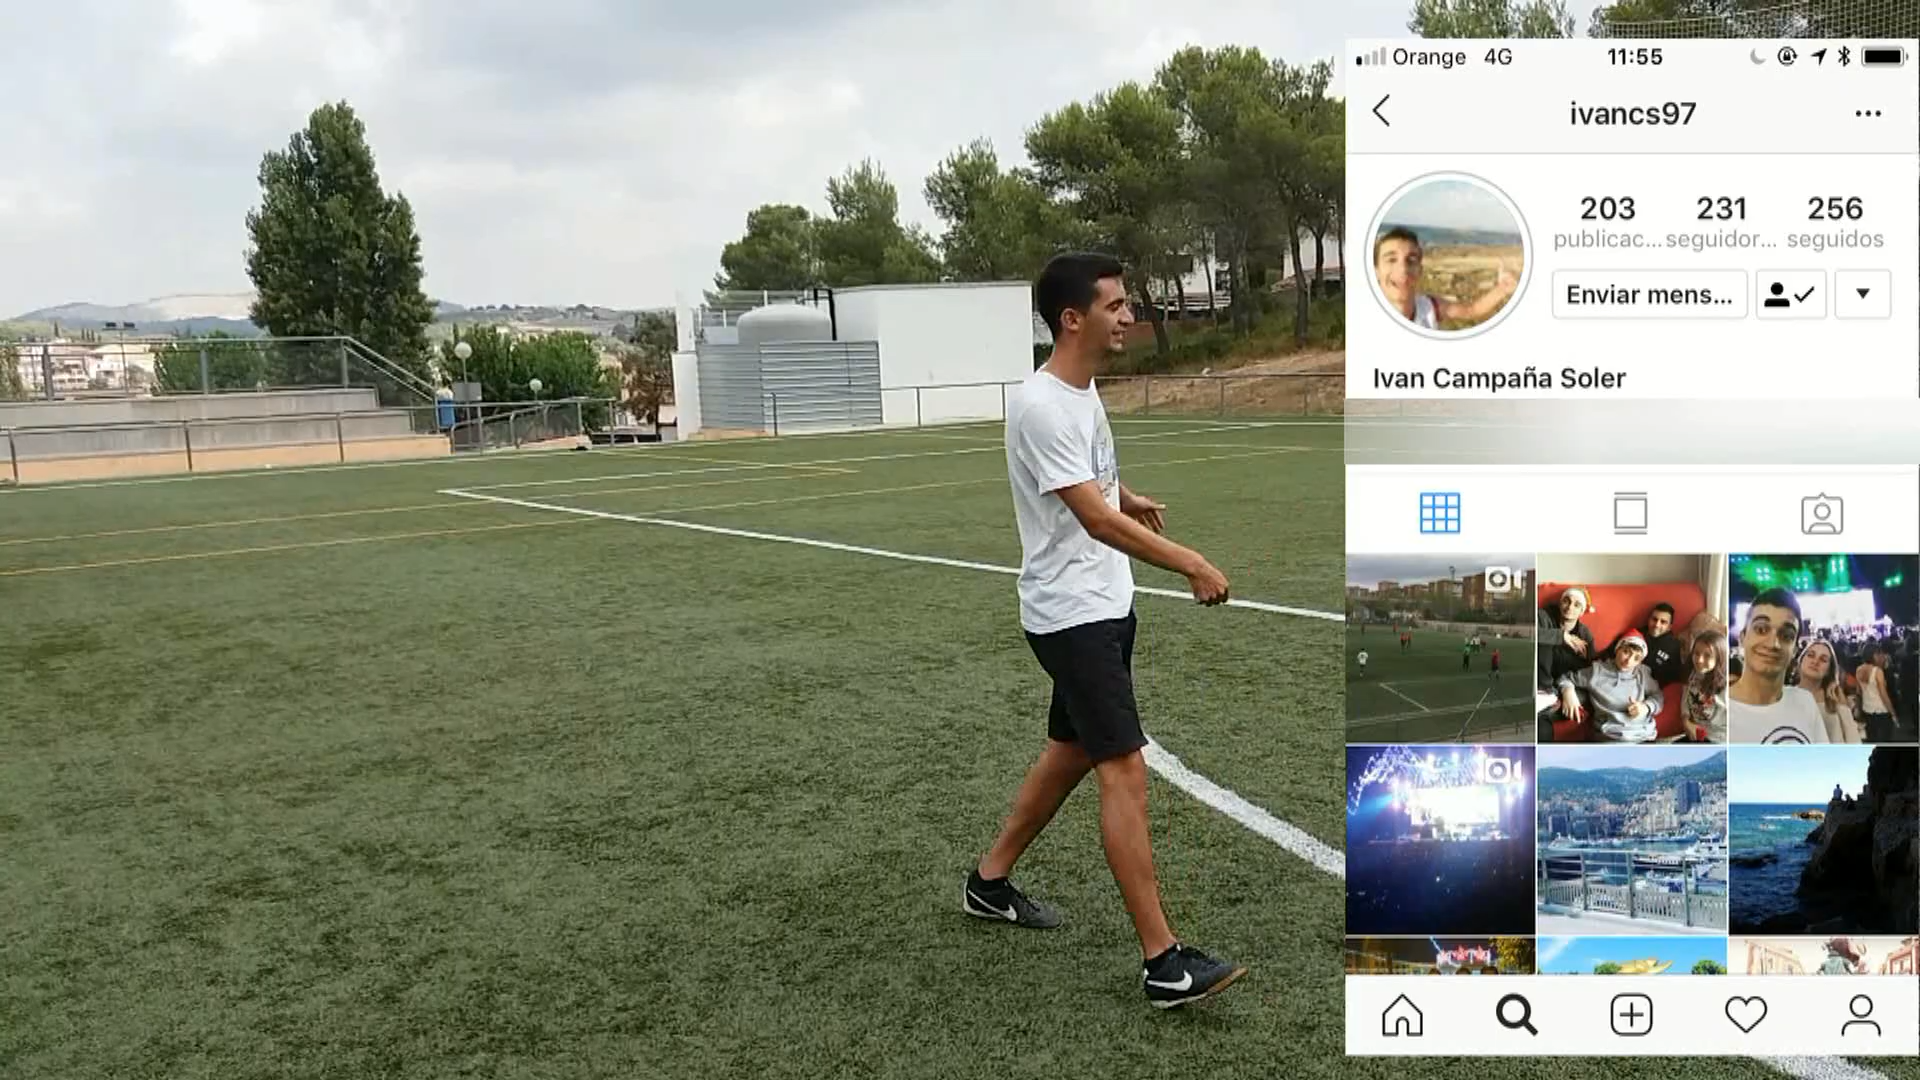 Orange 4G 11:55
ivancs97
203 231 256
publicac... seguidor... seguidos
Enviar mens...
Ivan Campaña Soler